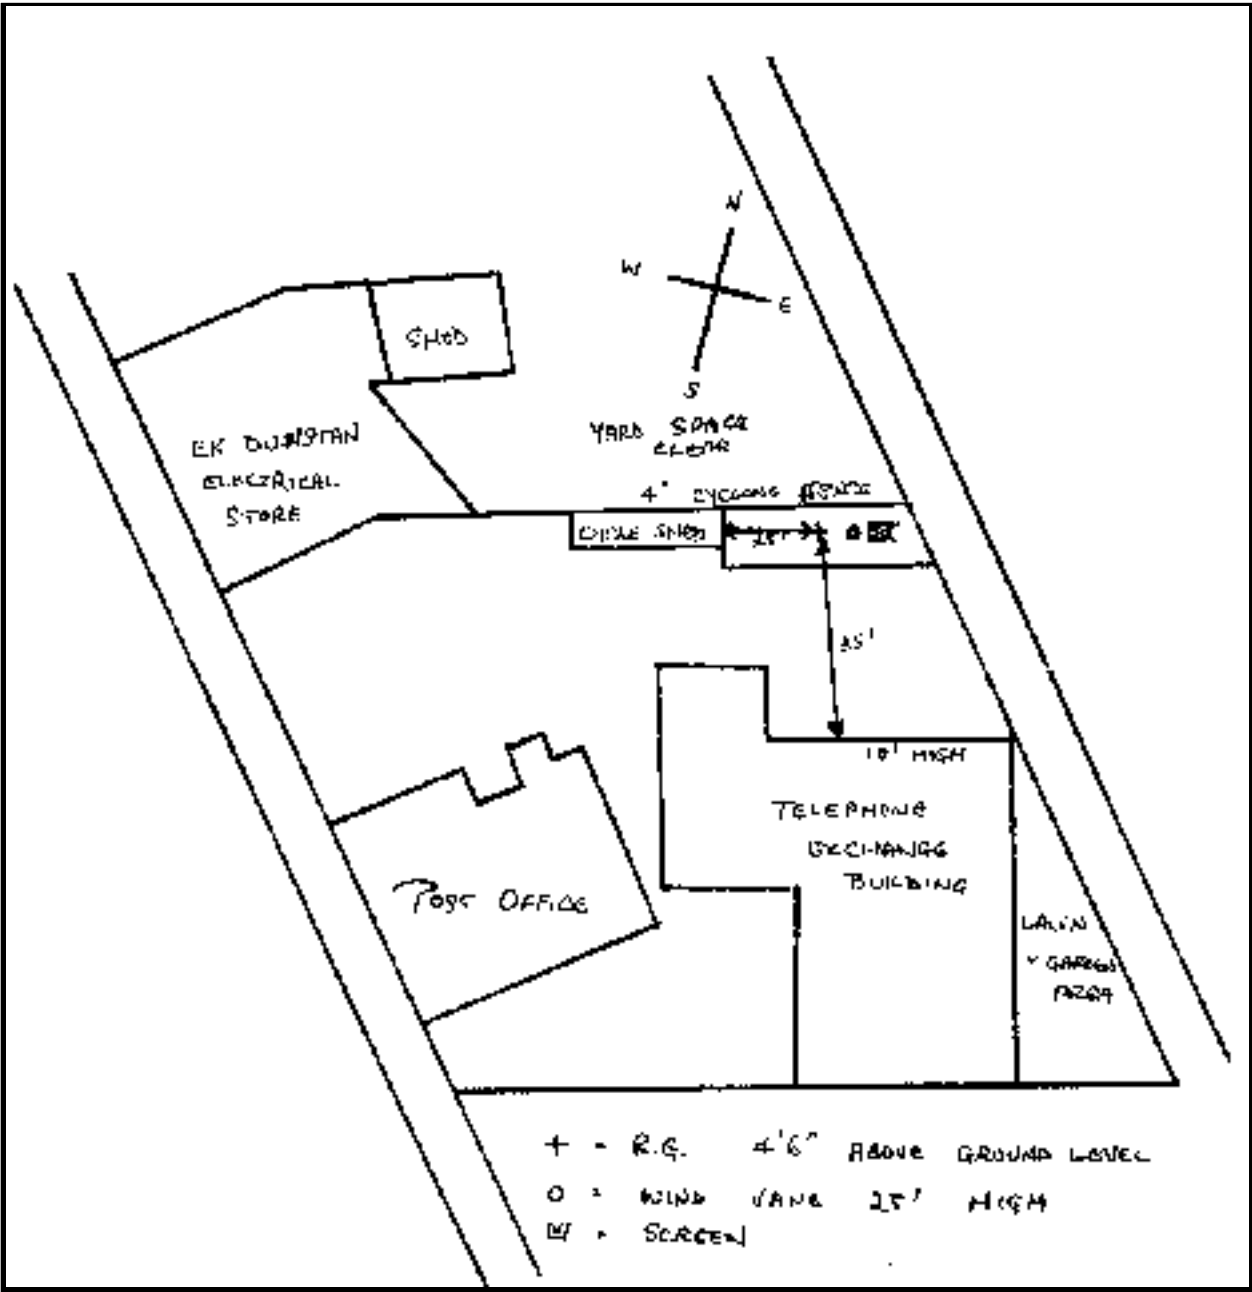 N
W
E
S
SHED
EK DUNSTAN
ELECTRICAL
STORE
YARD SPACE
CLEAR
4' CYCLONE FENCE
CYCLE SHED
25'
35'
10' HIGH
TELEPHONE
EXCHANGE
BUILDING
POST OFFICE
LAWN
+ GARDEN
AREA
+ - R.G. 4'6" ABOVE GROUND LEVEL
O = WIND VANE 25' HIGH
= SCREEN